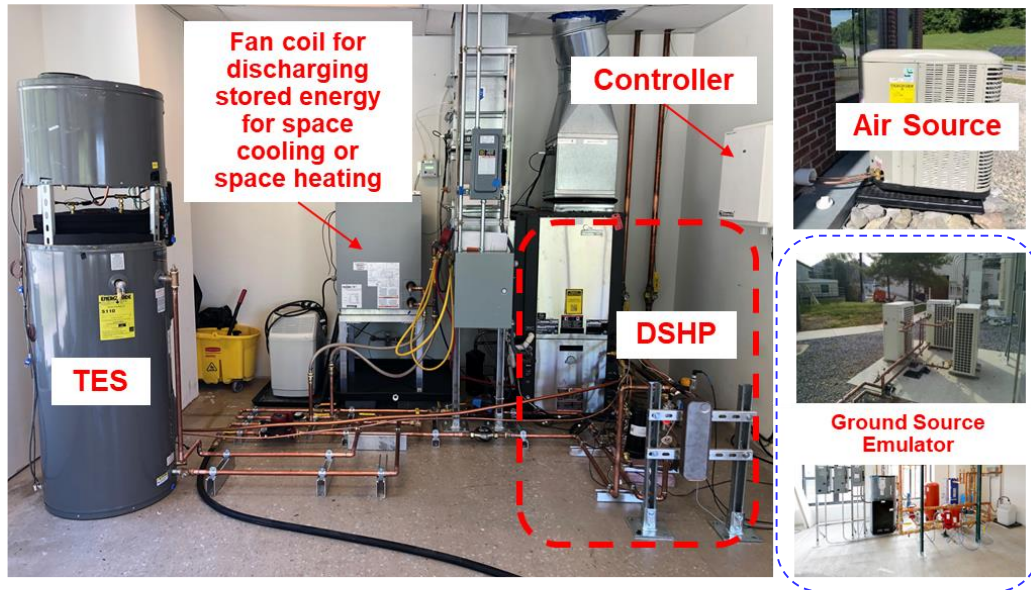 Fan coil for
discharging
stored energy
for space
cooling or
space heating
Controller
Air Source
TES
DSHP
Ground Source
Emulator